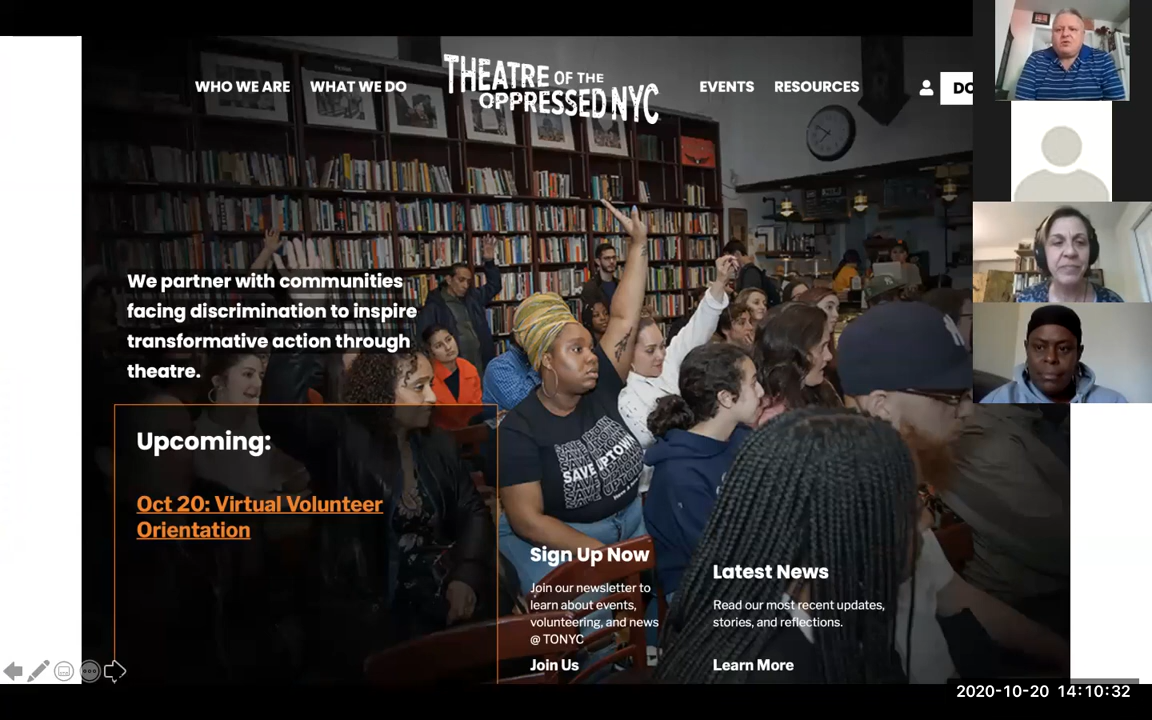 WHO WE ARE
WHAT WE DO
THEATRE OF THE
OPPRESSED NYC
EVENTS
RESOURCES
DO
We partner with communities
facing discrimination to inspire
transformative action through
theatre.
Upcoming:
Oct 20: Virtual Volunteer
Orientation
SAVE UPTOWN
Sign Up Now
Join our newsletter to
learn about events,
volunteering, and news
@ TONYC
Join Us
Latest News
Read our most recent updates,
stories, and reflections.
Learn More
2020-10-20 14:10:32